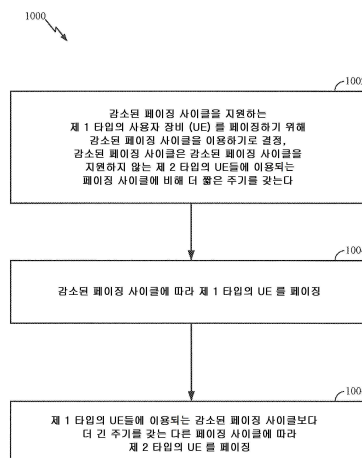 1000
1002
감소된 페이징 사이클을 지원하는
제 1 타입의 사용자 장비 (UE) 를 페이징하기 위해
감소된 페이징 사이클을 이용하기로 결정,
감소된 페이징 사이클은 감소된 페이징 사이클을
지원하지 않는 제 2 타입의 UE들에 이용되는
페이징 사이클에 비해 더 짧은 주기를 갖는다
감소된 페이징 사이클에 따라 제 1 타입의 UE 를 페이징
제 1 타입의 UE들에 이용되는 감소된 페이징 사이클보다
더 긴 주기를 갖는 다른 페이징 사이클에 따라
제 2 타입의 UE 를 페이징